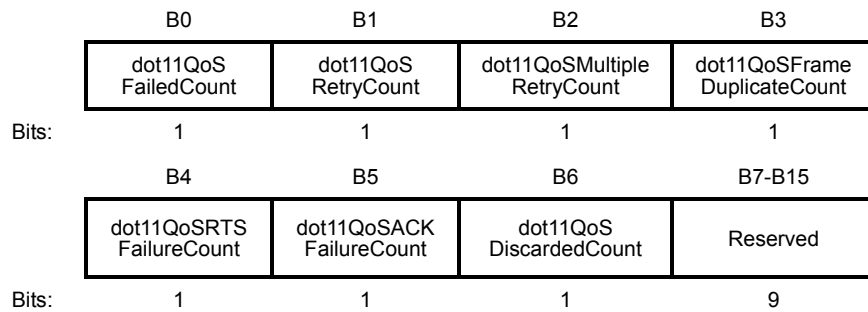 B0 B1 B2 B3
dot11QoS dot11QoS dot11QoSMultiple dot11QoSFrame
FailedCount RetryCount RetryCount DuplicateCount
Bits: 1 1 1 1
B4 B5 B6 B7-B15
dot11QoSRTS dot11QoSACK dot11QoS Reserved
FailureCount FailureCount DiscardedCount
Bits: 1 1 1 9